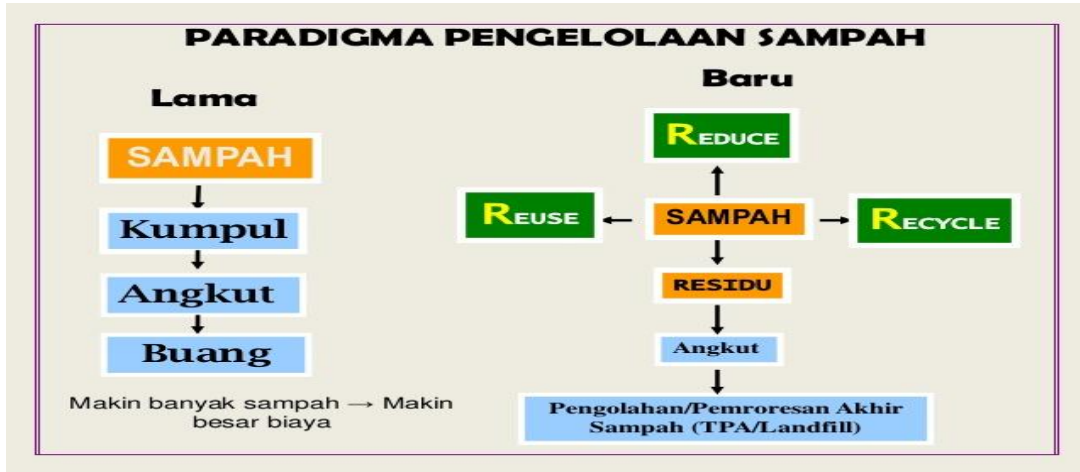 PARADIGMA PENGELOLAAN SAMPAH
Lama
SAMPAH
Kumpul
Angkut
Buang
Makin banyak sampah → Makin
besar biaya
Baru
REDUCE
REUSE
SAMPAH
RECYCLE
RESIDU
Angkut
Pengolahan/Pemroresan Akhir
Sampah (TPA/Landfill)